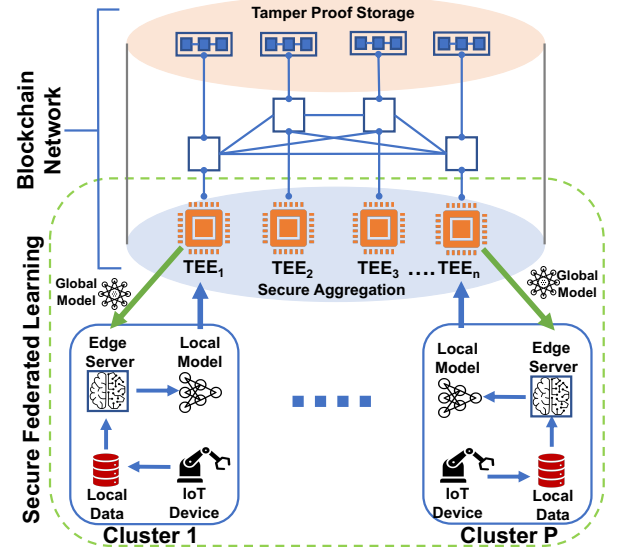 Tamper Proof Storage
Blockchain
Network
TEE1
TEE2
TEE3
....
TEEn
Secure Aggregation
Secure Federated Learning
Global
Model
Global
Model
Edge
Server
Local
Model
Local
Data
IoT
Device
Cluster 1
Local
Model
Edge
Server
IoT
Device
Local
Data
Cluster P